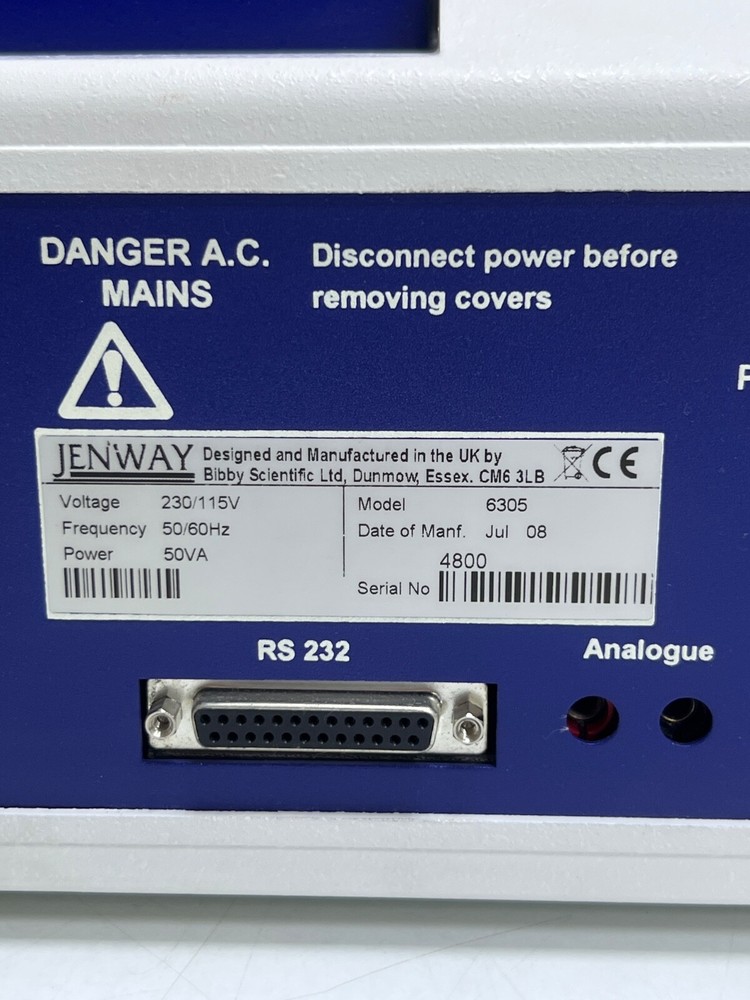 DANGER A.C.
MAINS
Disconnect power before
removing covers
JENWAY
Designed and Manufactured in the UK by
Bibby Scientific Ltd, Dunmow, Essex. CM6 3LB
CE
Voltage 230/115V
Frequency 50/60Hz
Power 50VA
Model 6305
Date of Manf. Jul 08
4800
Serial No
RS 232
Analogue